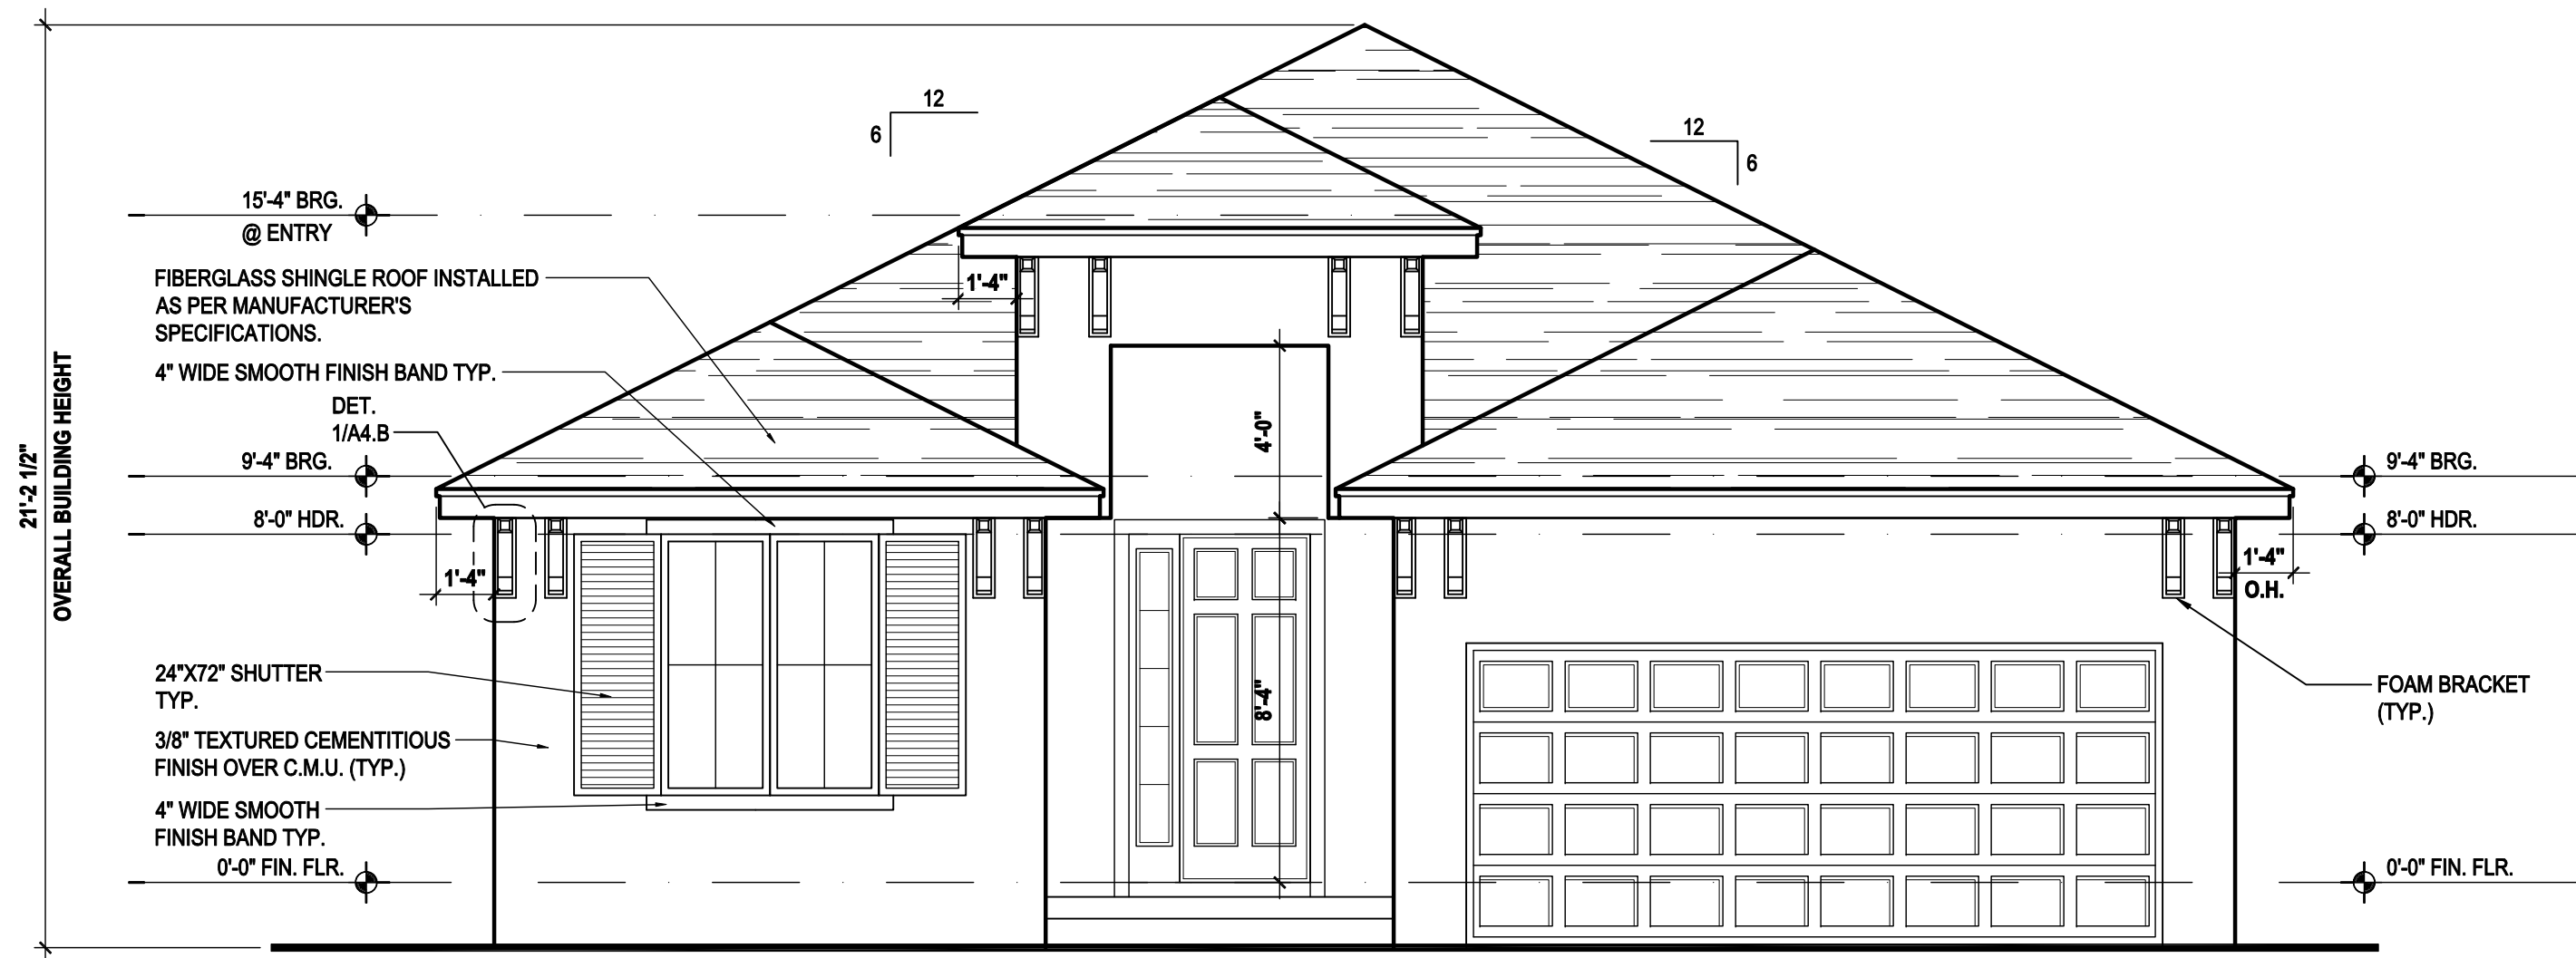 12
6
12
6
15'-4" BRG.
@ ENTRY
FIBERGLASS SHINGLE ROOF INSTALLED
AS PER MANUFACTURER'S
SPECIFICATIONS.
1'-4"
4" WIDE SMOOTH FINISH BAND TYP.
DET.
1/A4.B
4'-0"
21'-2 1/2"
OVERALL BUILDING HEIGHT
9'-4" BRG.
9'-4" BRG.
8'-0" HDR.
8'-0" HDR.
1'-4"
1'-4"
O.H.
24"X72" SHUTTER
TYP.
8'-4"
FOAM BRACKET
(TYP.)
3/8" TEXTURED CEMENTITIOUS
FINISH OVER C.M.U. (TYP.)
4" WIDE SMOOTH
FINISH BAND TYP.
0'-0" FIN. FLR.
0'-0" FIN. FLR.